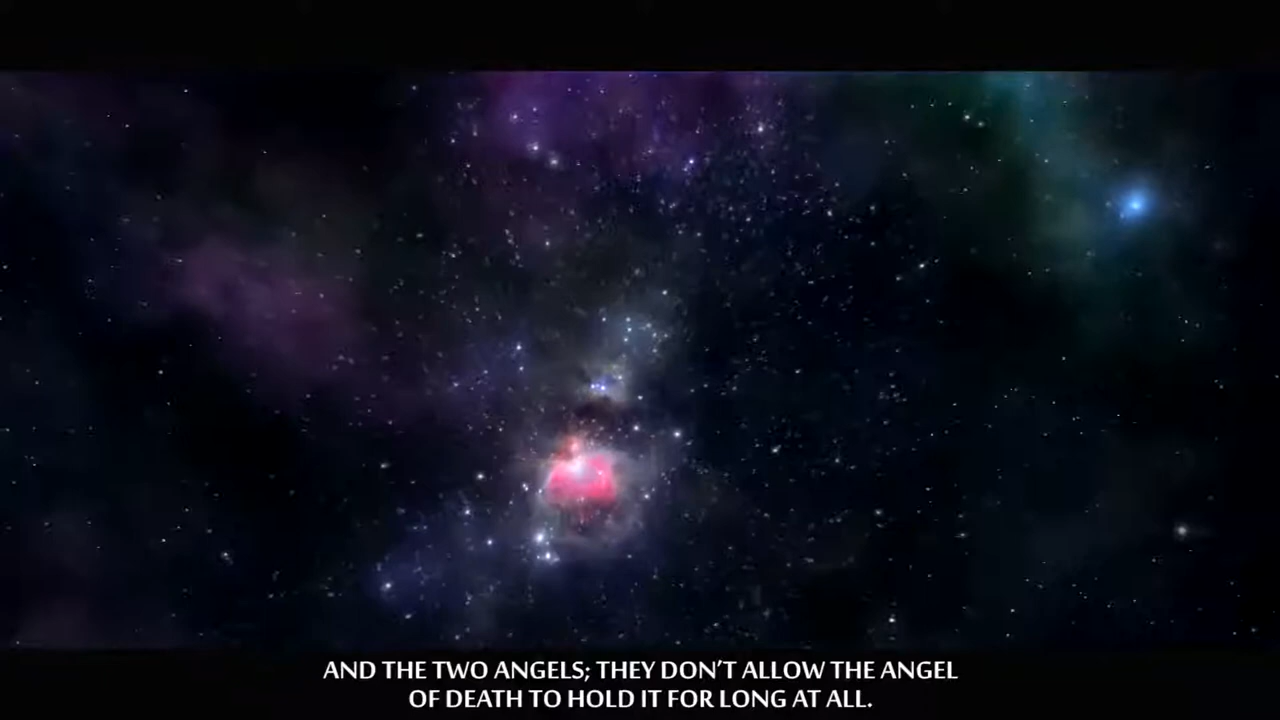 AND THE TWO ANGELS; THEY DON'T ALLOW THE ANGEL
OF DEATH TO HOLD IT FOR LONG AT ALL.